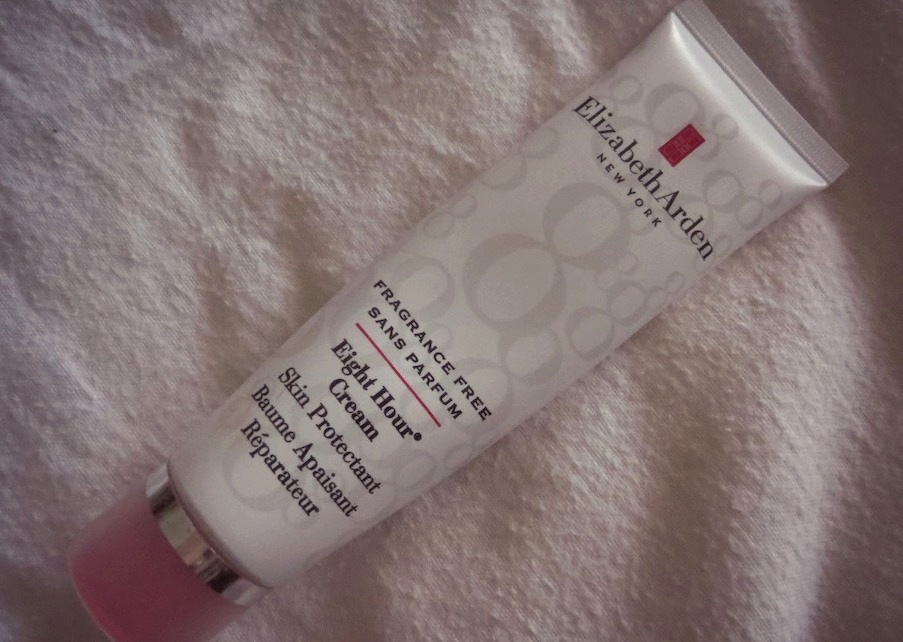 ElizabethArden
NEW YORK
FRAGRANCE FREE
SANS PARFUM
Eight Hour®
Cream
Skin Protectant
Baume Apaisant
Réparateur